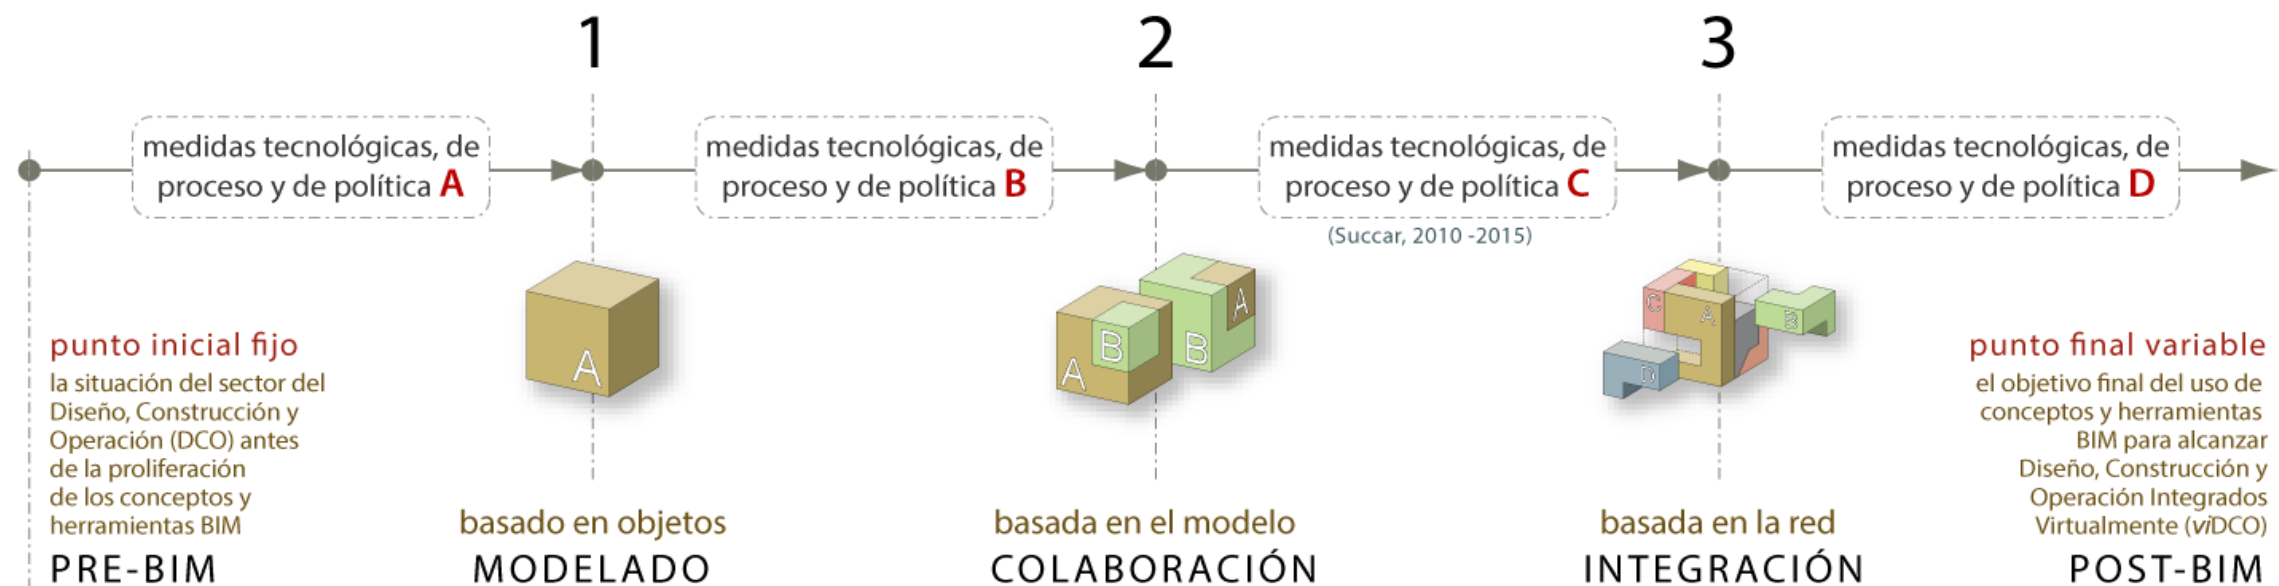 1
2
3
medidas tecnológicas, de
proceso y de política A
medidas tecnológicas, de
proceso y de política B
medidas tecnológicas, de
proceso y de política C
medidas tecnológicas, de
proceso y de política D
(Succar, 2010 -2015)
punto inicial fijo
la situación del sector del
Diseño, Construcción y
Operación (DCO) antes
de la proliferación
de los conceptos y
herramientas BIM
PRE-BIM
A
basado en objetos
MODELADO
A
B
B
A
basada en el modelo
COLABORACIÓN
C
A
B
D
basada en la red
INTEGRACIÓN
punto final variable
el objetivo final del uso de
conceptos y herramientas
BIM para alcanzar
Diseño, Construcción y
Operación Integrados
Virtualmente (viDCO)
POST-BIM